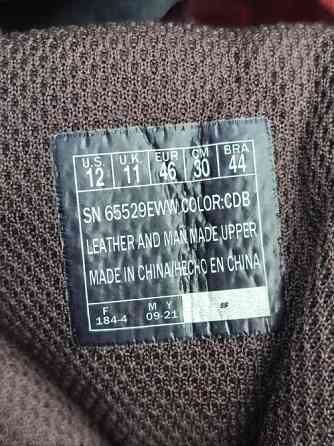 U.S. U.K. EUR CM BRA
12 11 46 30 44
SN 65529EWW COLOR:CDB
LEATHER AND MAN MADE UPPER
MADE IN CHINA/HECHO EN CHINA
F M Y
184-4 09-21